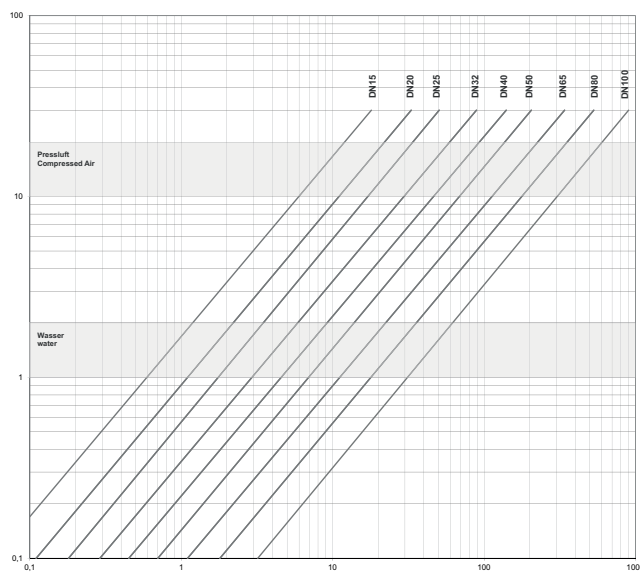 100
DN15
DN20
DN25
DN32
DN40
DN50
DN65
DN80
DN100
Pressluft
Compressed Air
10
Wasser
water
1
0,1
0,1
1
10
100
100